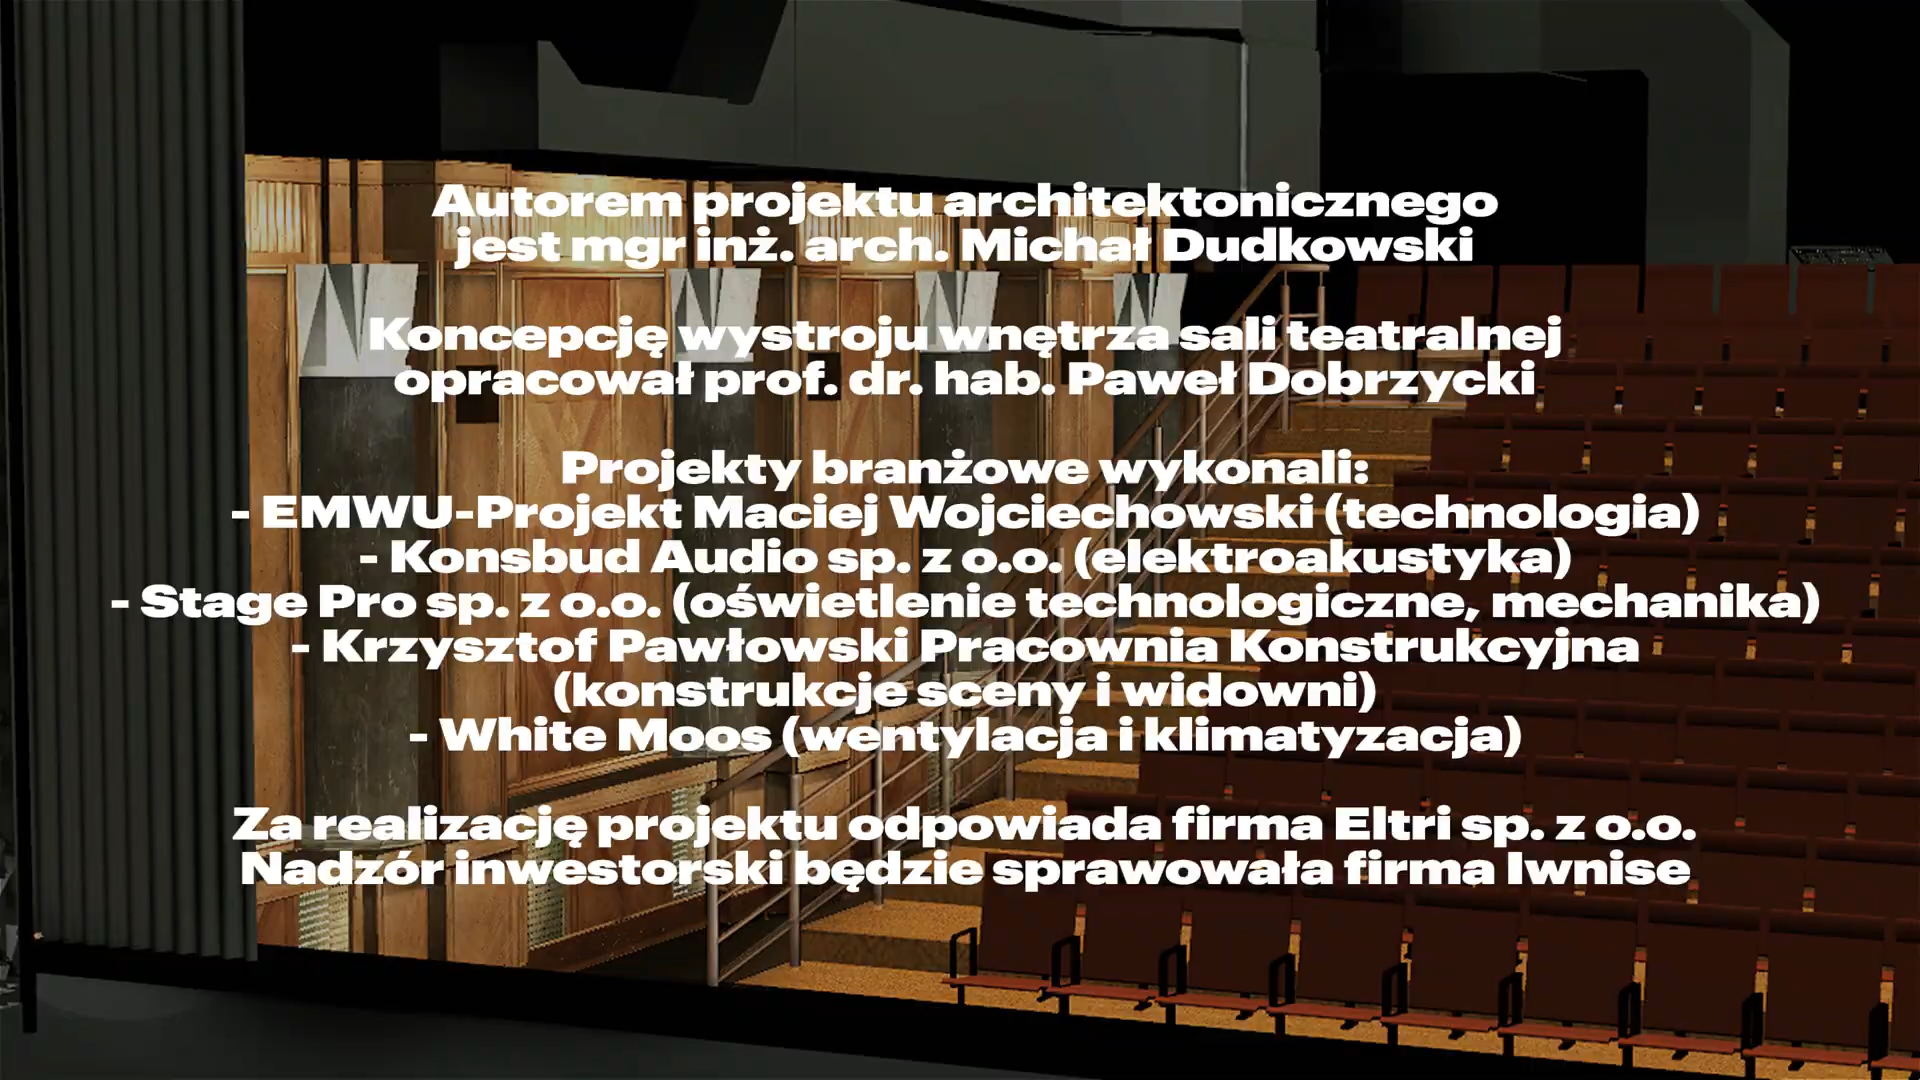 Autorem projektu architektonicznego
jest mgr inż. arch. Michał Dudkowski
Koncepcję wystroju wnętrza sali teatralnej
opracował prof. dr. hab. Paweł Dobrzycki
Projekty branżowe wykonali:
- EMWU-Projekt Maciej Wojciechowski (technologia)
- Konsbud Audio sp. z o.o. (elektroakustyka)
- Stage Pro sp. z o.o. (oświetlenie technologiczne, mechanika)
- Krzysztof Pawłowski Pracownia Konstrukcyjna
(konstrukcje sceny i widowni)
- White Moos (wentylacja i klimatyzacja)
Za realizację projektu odpowiada firma Eltri sp. z o.o.
Nadzór inwestorski będzie sprawowała firma Iwnise